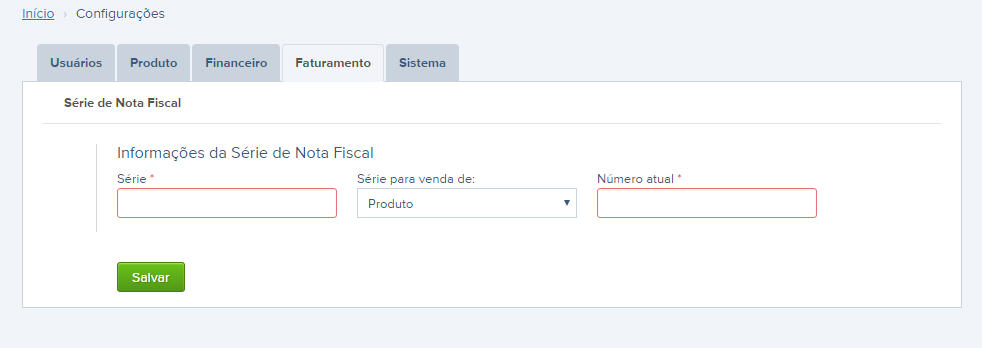 Início › Configurações
Usuários Produto Financeiro Faturamento Sistema
Série de Nota Fiscal
Informações da Série de Nota Fiscal
Série * Série para venda de: Número atual *
Produto
Salvar